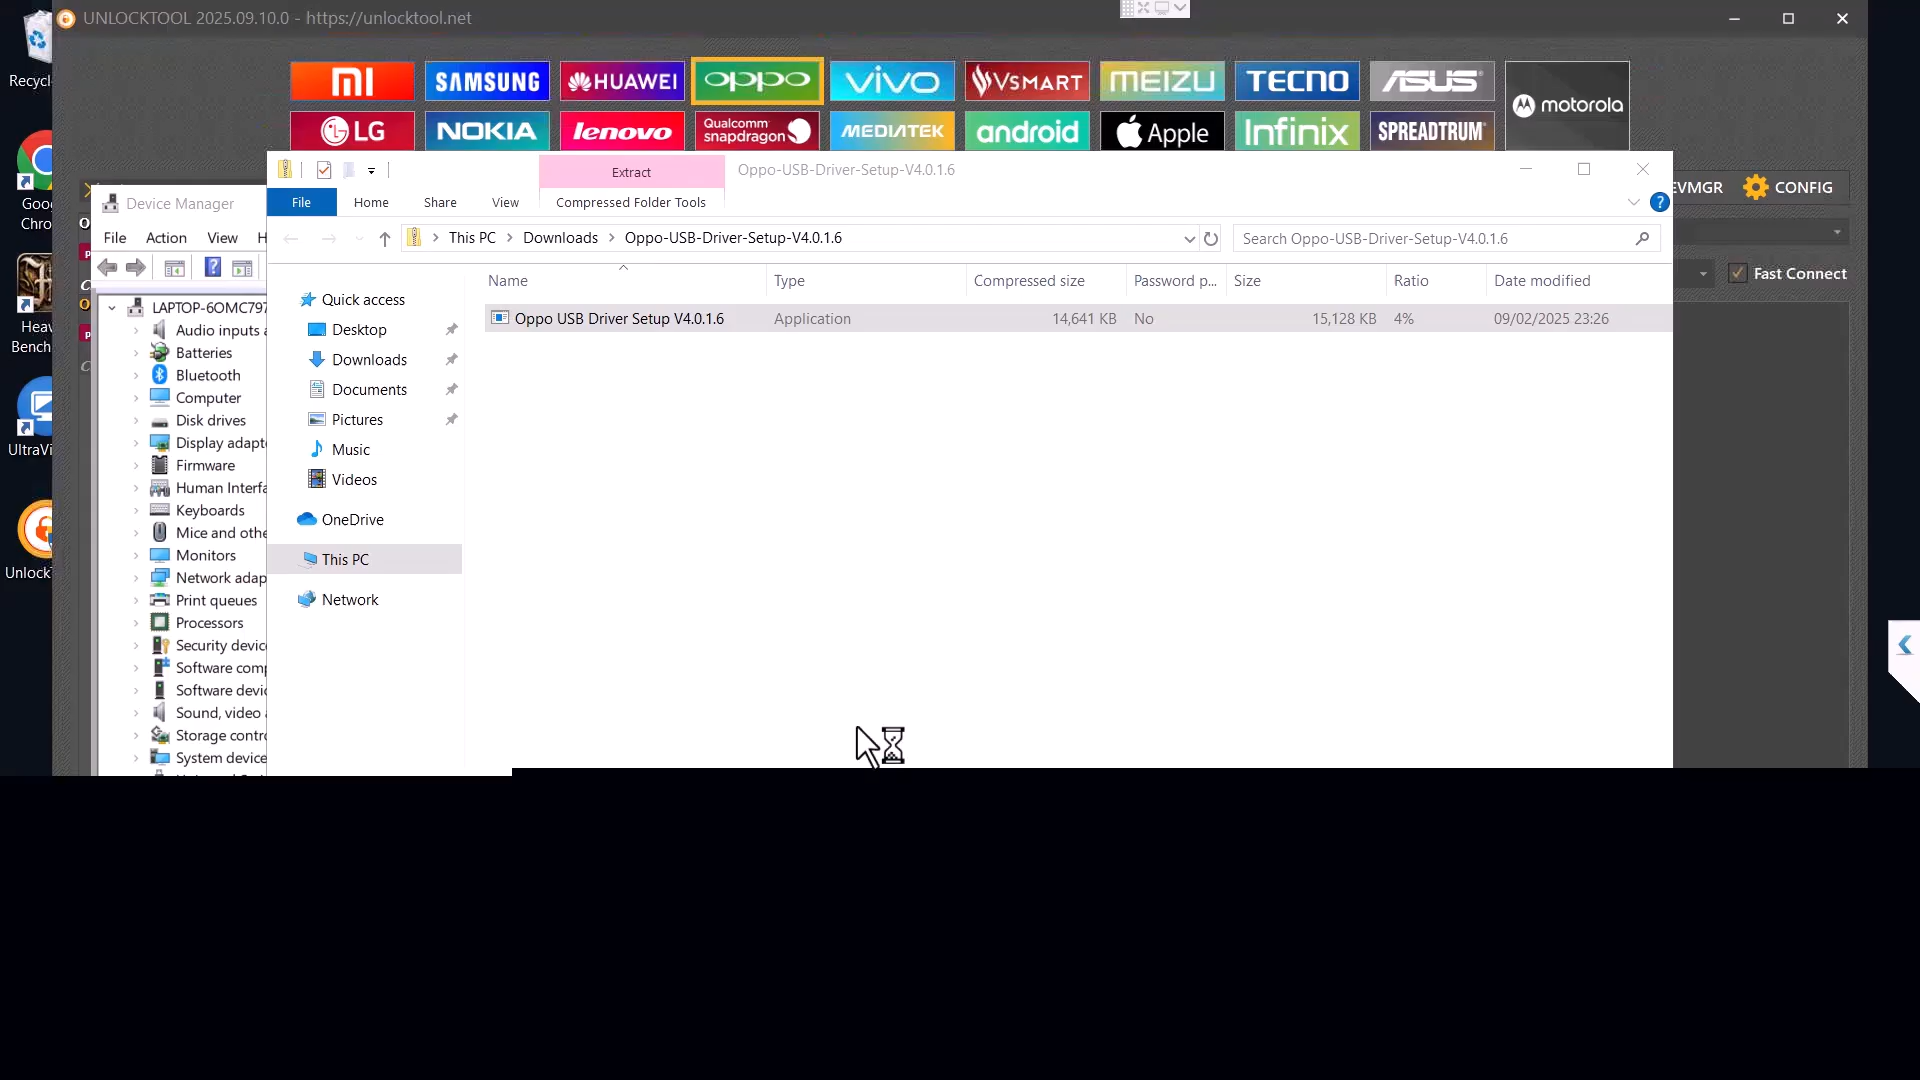 UNLOCKTOOL 2025.09.10.0 - https://unlocktool.net
Recycl
mi SAMSUNG HUAWEI oppo vivo VSMART MEIZU TECNO ASUS motorola
LG NOKIA lenovo Qualcomm snapdragon MEDIATEK android Apple Infinix SPREADTRUM
Goo
Chro
Heav
Bench
UltraVi
Unlock
EVMGR CONFIG
Fast Connect
Device Manager
File Action View H
LAPTOP-6OMC797
Audio inputs a
Batteries
Bluetooth
Computer
Disk drives
Display adapt
Firmware
Human Interfa
Keyboards
Mice and othe
Monitors
Network adap
Print queues
Processors
Security devic
Software comp
Software devic
Sound, video a
Storage contro
System device
Extract Oppo-USB-Driver-Setup-V4.0.1.6
File Home Share View Compressed Folder Tools
This PC > Downloads > Oppo-USB-Driver-Setup-V4.0.1.6 Search Oppo-USB-Driver-Setup-V4.0.1.6
Name Type Compressed size Password p... Size Ratio Date modified
Oppo USB Driver Setup V4.0.1.6 Application 14,641 KB No 15,128 KB 4% 09/02/2025 23:26
Quick access
Desktop
Downloads
Documents
Pictures
Music
Videos
OneDrive
This PC
Network